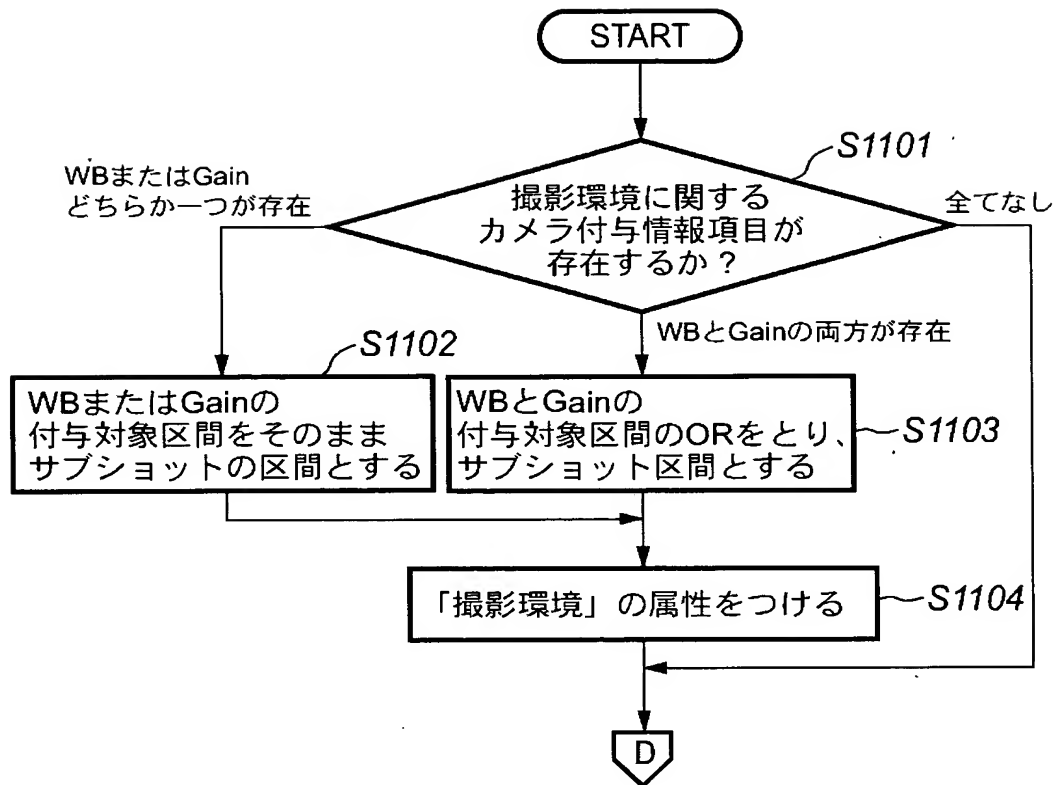 START
S1101
撮影環境に関する
カメラ付与情報項目が
存在するか?
WBまたはGain
どちらか一つが存在
全てなし
WBとGainの両方が存在
S1102
WBまたはGainの
付与対象区間をそのまま
サブショットの区間とする
WBとGainの
付与対象区間のORをとり、
サブショット区間とする
S1103
「撮影環境」の属性をつける
S1104
D